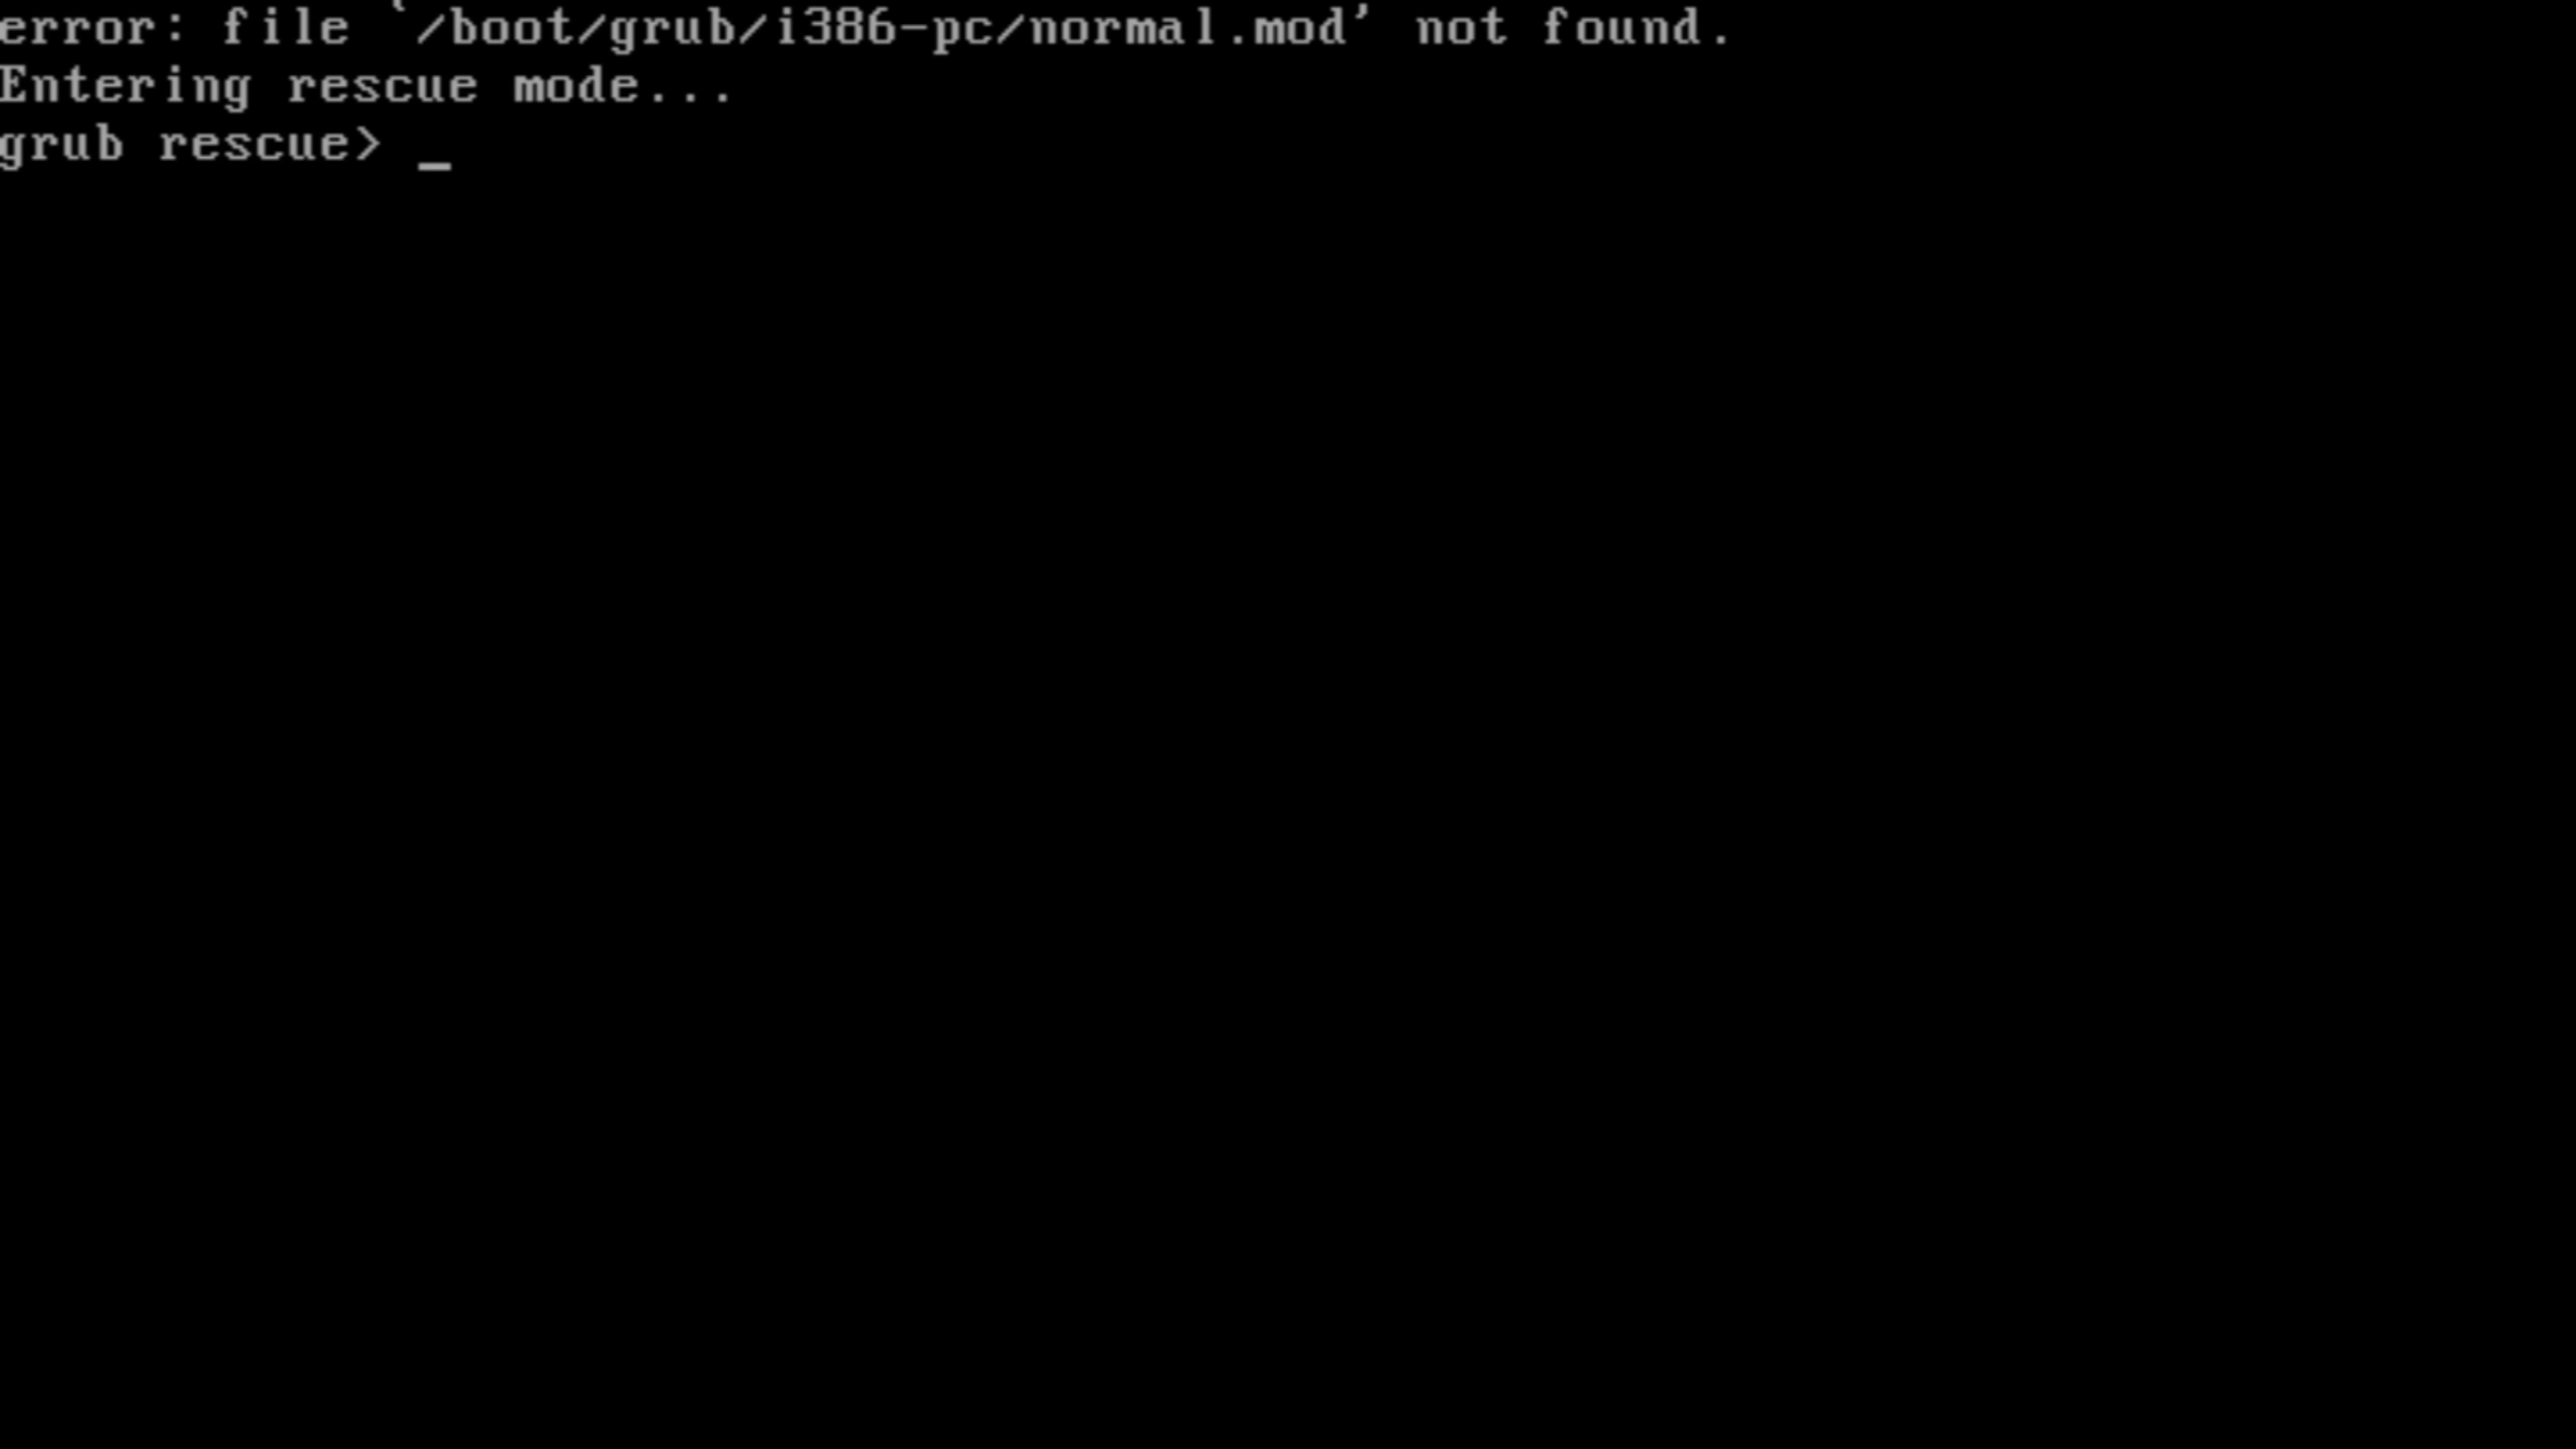 error: file `/boot/grub/i386-pc/normal.mod' not found.
Entering rescue mode...
grub rescue> _